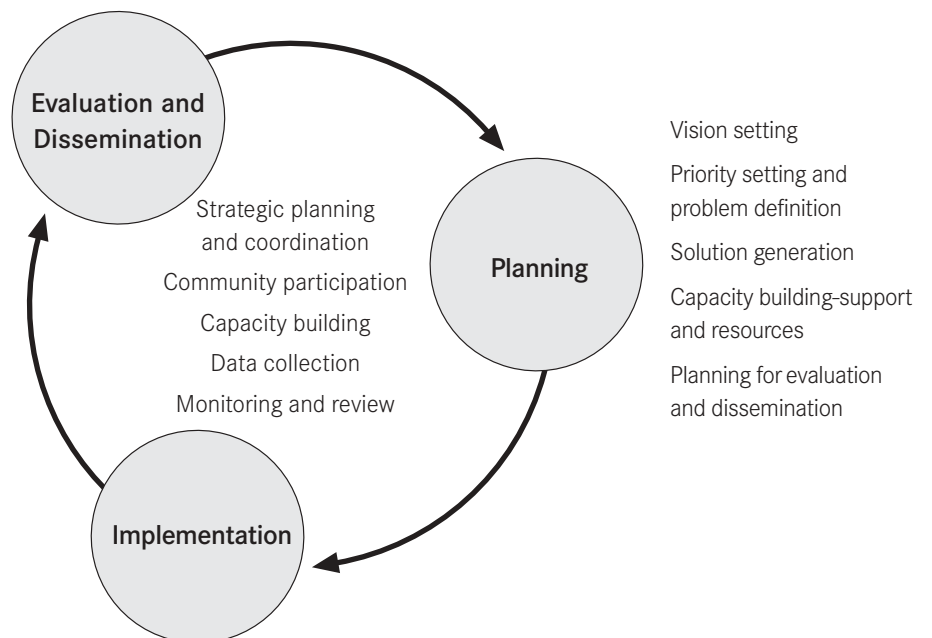 Evaluation and
Dissemination
Strategic planning
and coordination
Community participation
Capacity building
Data collection
Monitoring and review
Planning
Vision setting
Priority setting and
problem definition
Solution generation
Capacity building-support
and resources
Planning for evaluation
and dissemination
Implementation